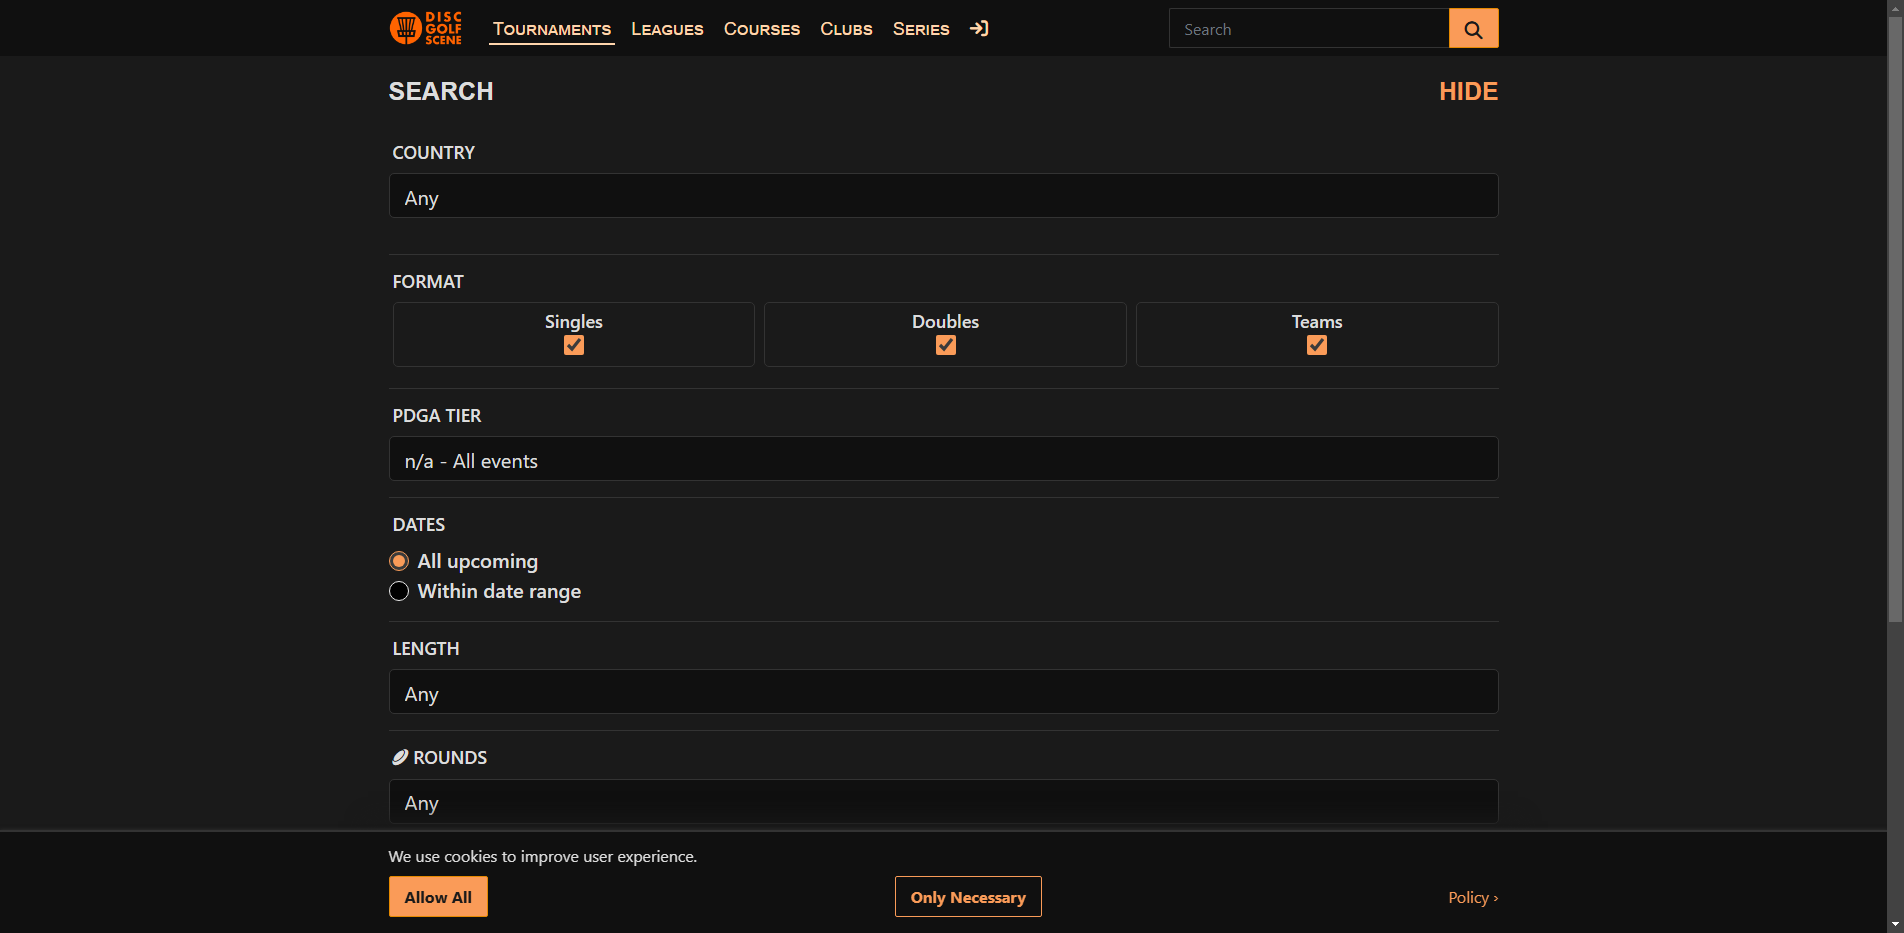 DISC
GOLF
SCENE
Tournaments
Leagues
Courses
Clubs
Series
Search
SEARCH
HIDE
COUNTRY
Any
FORMAT
Singles
Doubles
Teams
PDGA TIER
n/a - All events
DATES
All upcoming
Within date range
LENGTH
Any
ROUNDS
Any
We use cookies to improve user experience.
Allow All
Only Necessary
Policy ›